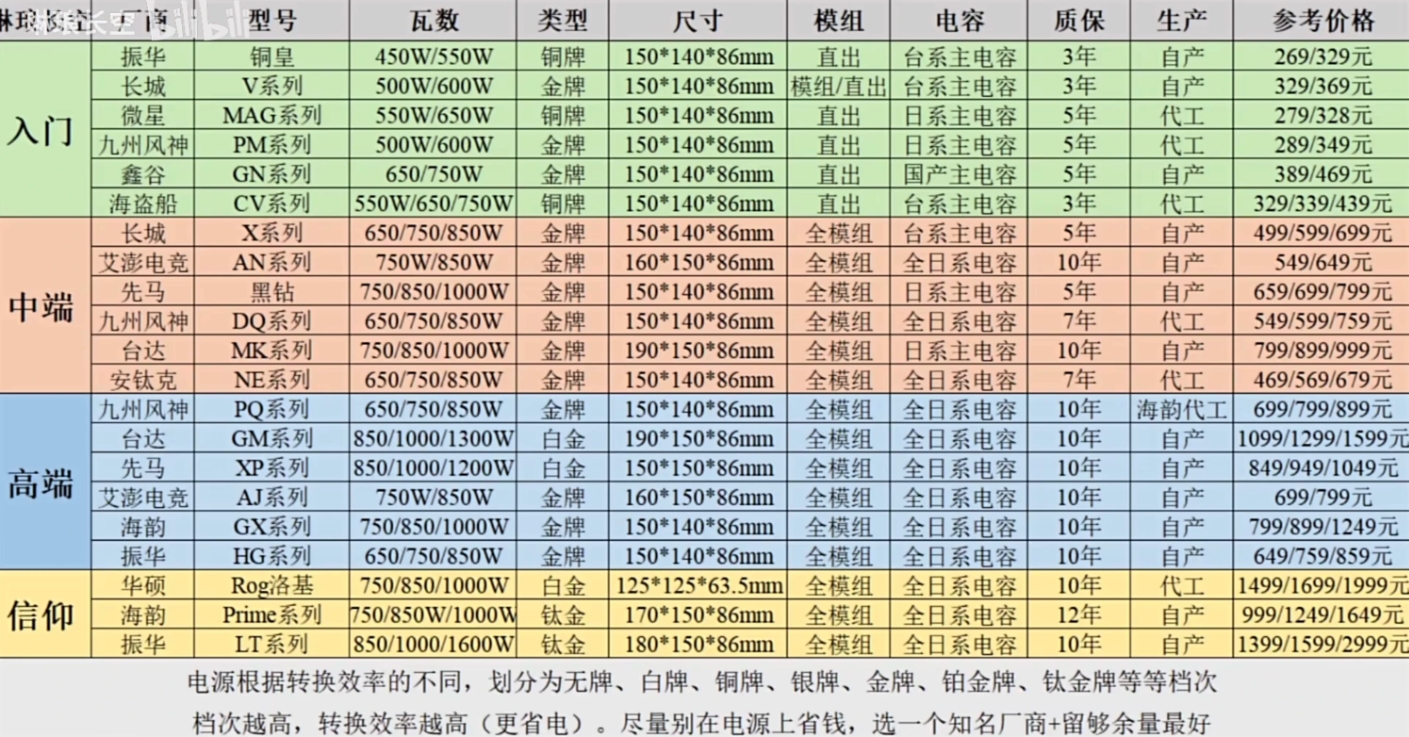 琳琅长空 bilibili
厂商 型号 瓦数 类型 尺寸 模组 电容 质保 生产 参考价格
入门
振华 铜皇 450W/550W 铜牌 150*140*86mm 直出 台系主电容 3年 自产 269/329元
长城 V系列 500W/600W 金牌 150*140*86mm 模组/直出 台系主电容 3年 自产 329/369元
微星 MAG系列 550W/650W 铜牌 150*140*86mm 直出 日系主电容 5年 代工 279/328元
九州风神 PM系列 500W/600W 金牌 150*140*86mm 直出 日系主电容 5年 代工 289/349元
鑫谷 GN系列 650/750W 金牌 150*140*86mm 直出 国产主电容 5年 自产 389/469元
海盗船 CV系列 550W/650/750W 铜牌 150*140*86mm 直出 台系主电容 3年 代工 329/339/439元
中端
长城 X系列 650/750/850W 金牌 150*140*86mm 全模组 台系主电容 5年 自产 499/599/699元
艾澎电竞 AN系列 750W/850W 金牌 160*150*86mm 全模组 全日系电容 10年 自产 549/649元
先马 黑钻 750/850/1000W 金牌 150*140*86mm 全模组 日系主电容 5年 自产 659/699/799元
九州风神 DQ系列 650/750/850W 金牌 150*140*86mm 全模组 全日系电容 7年 代工 549/599/759元
台达 MK系列 750/850/1000W 金牌 190*150*86mm 全模组 日系主电容 10年 自产 799/899/999元
安钛克 NE系列 650/750/850W 金牌 150*140*86mm 全模组 全日系电容 7年 代工 469/569/679元
高端
九州风神 PQ系列 650/750/850W 金牌 150*140*86mm 全模组 全日系电容 10年 海韵代工 699/799/899元
台达 GM系列 850/1000/1300W 白金 190*150*86mm 全模组 全日系电容 10年 自产 1099/1299/1599元
先马 XP系列 850/1000/1200W 白金 150*150*86mm 全模组 全日系电容 10年 自产 849/949/1049元
艾澎电竞 AJ系列 750W/850W 金牌 160*150*86mm 全模组 全日系电容 10年 自产 699/799元
海韵 GX系列 750/850/1000W 金牌 150*140*86mm 全模组 全日系电容 10年 自产 799/899/1249元
振华 HG系列 650/750/850W 金牌 150*140*86mm 全模组 全日系电容 10年 自产 649/759/859元
信仰
华硕 Rog洛基 750/850/1000W 白金 125*125*63.5mm 全模组 全日系电容 10年 代工 1499/1699/1999元
海韵 Prime系列 750/850W/1000W 钛金 170*150*86mm 全模组 全日系电容 12年 自产 999/1249/1649元
振华 LT系列 850/1000/1600W 钛金 180*150*86mm 全模组 全日系电容 10年 自产 1399/1599/2999元
电源根据转换效率的不同，划分为无牌、白牌、铜牌、银牌、金牌、铂金牌、钛金牌等等档次
档次越高，转换效率越高（更省电）。尽量别在电源上省钱，选一个知名厂商+留够余量最好